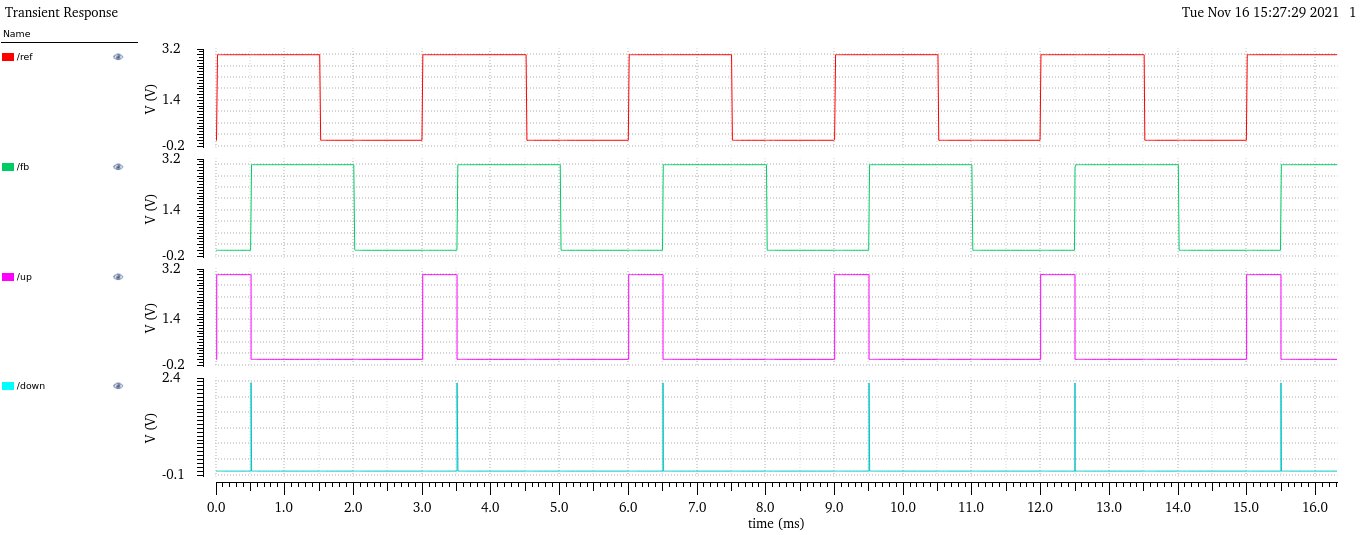 Transient Response
Tue Nov 16 15:27:29 2021 1
Name
/ref
3.2
1.4
-0.2
V (V)
/fb
3.2
1.4
-0.2
V (V)
/up
3.2
1.4
-0.2
V (V)
/down
2.4
-0.1
V (V)
0.0 1.0 2.0 3.0 4.0 5.0 6.0 7.0 8.0 9.0 10.0 11.0 12.0 13.0 14.0 15.0 16.0
time (ms)